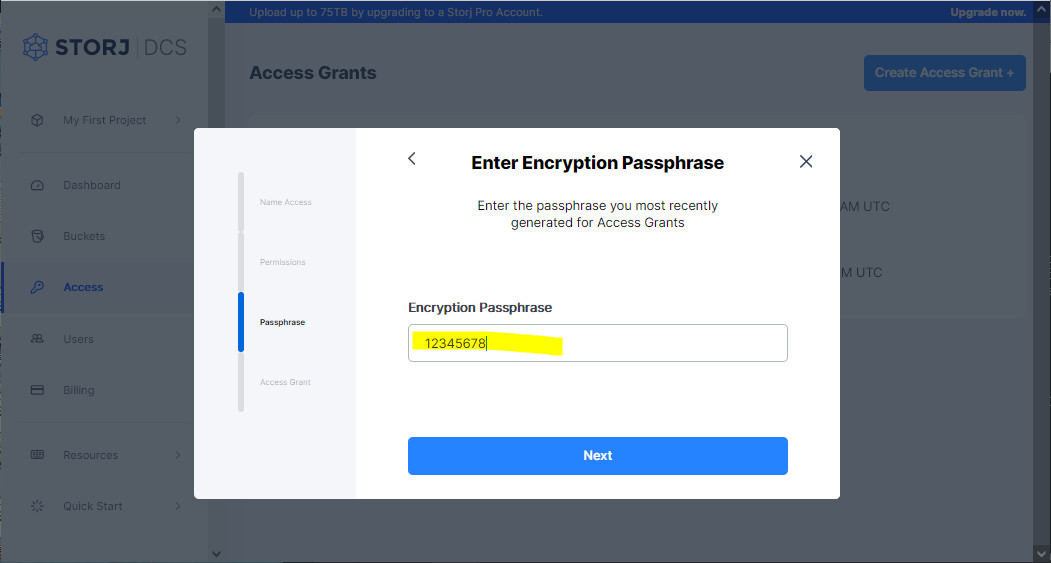 Upload up to 75TB by upgrading to a Storj Pro Account. Upgrade now.
STORJ DCS
Access Grants
Create Access Grant +
My First Project
Dashboard
Buckets
Access
Users
Billing
Resources
Quick Start
AM UTC
M UTC
Name Access
Permissions
Passphrase
Access Grant
Enter Encryption Passphrase
Enter the passphrase you most recently
generated for Access Grants
Encryption Passphrase
12345678
Next